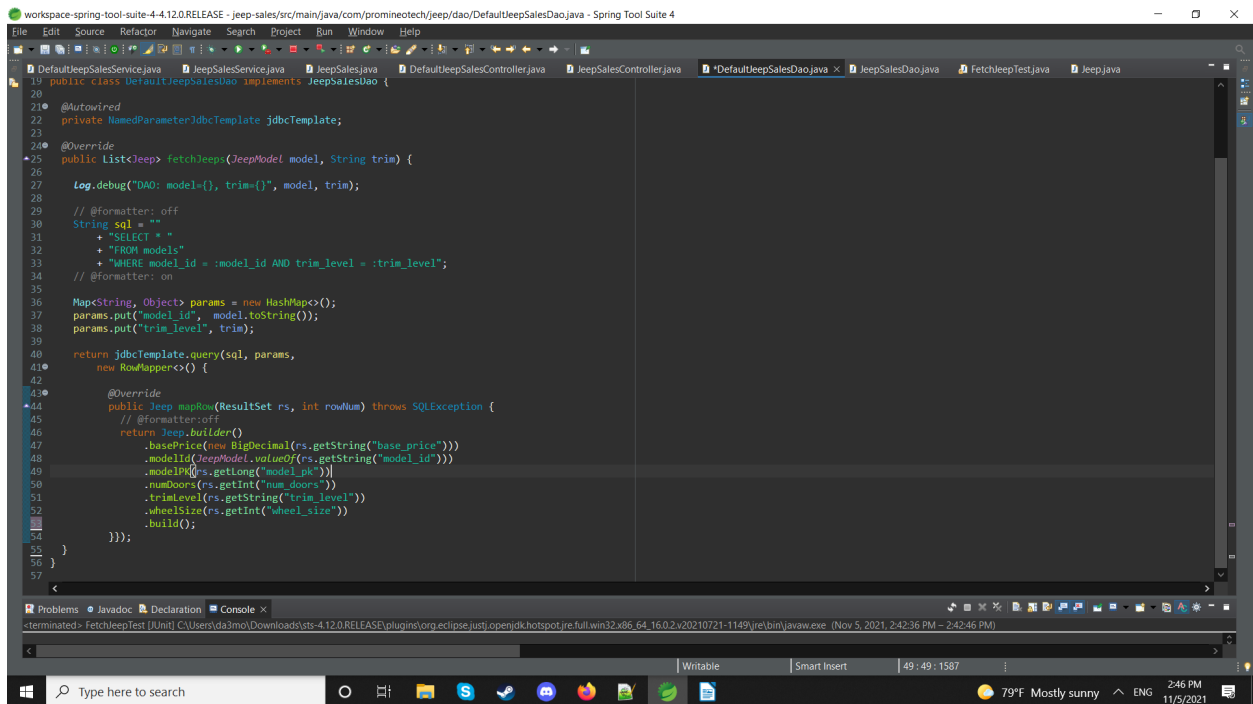 workspace-spring-tool-suite-4-4.12.0.RELEASE - jeep-sales/src/main/java/com/promineotech/jeep/dao/DefaultJeepSalesDao.java - Spring Tool Suite 4
File Edit Source Refactor Navigate Search Project Run Window Help
DefaultJeepSalesService.java JeepSalesService.java JeepSales.java DefaultJeepSalesController.java JeepSalesController.java *DefaultJeepSalesDao.java JeepSalesDao.java FetchJeepTest.java Jeep.java
19 public class DefaultJeepSalesDao implements JeepSalesDao {
20
21 @Autowired
22 private NamedParameterJdbcTemplate jdbcTemplate;
23
24 @Override
25 public List<Jeep> fetchJeeps(JeepModel model, String trim) {
26
27 log.debug("DAO: model={}, trim={}", model, trim);
28
29 // @formatter: off
30 String sql = ""
31 + "SELECT * "
32 + "FROM models"
33 + "WHERE model_id = :model_id AND trim_level = :trim_level";
34 // @formatter: on
35
36 Map<String, Object> params = new HashMap<>();
37 params.put("model_id", model.toString());
38 params.put("trim_level", trim);
39
40 return jdbcTemplate.query(sql, params,
41 new RowMapper<>() {
42
43 @Override
44 public Jeep mapRow(ResultSet rs, int rowNum) throws SQLException {
45 // @formatter:off
46 return Jeep.builder()
47 .basePrice(new BigDecimal(rs.getString("base_price")))
48 .modelId(JeepModel.valueOf(rs.getString("model_id")))
49 .modelPK(rs.getLong("model_pk"))
50 .numDoors(rs.getInt("num_doors"))
51 .trimLevel(rs.getString("trim_level"))
52 .wheelSize(rs.getInt("wheel_size"))
53 .build();
54 }});
55 }
56 }
57
Problems Javadoc Declaration Console
<terminated> FetchJeepTest [JUnit] C:\Users\da3mo\Downloads\sts-4.12.0.RELEASE\plugins\org.eclipse.justj.openjdk.hotspot.jre.full.win32.x86_64_16.0.2.v20210721-1149\jre\bin\javaw.exe (Nov 5, 2021, 2:42:36 PM – 2:42:46 PM)
Writable Smart Insert 49 : 49 : 1587
Type here to search 79°F Mostly sunny ENG 2:46 PM
11/5/2021